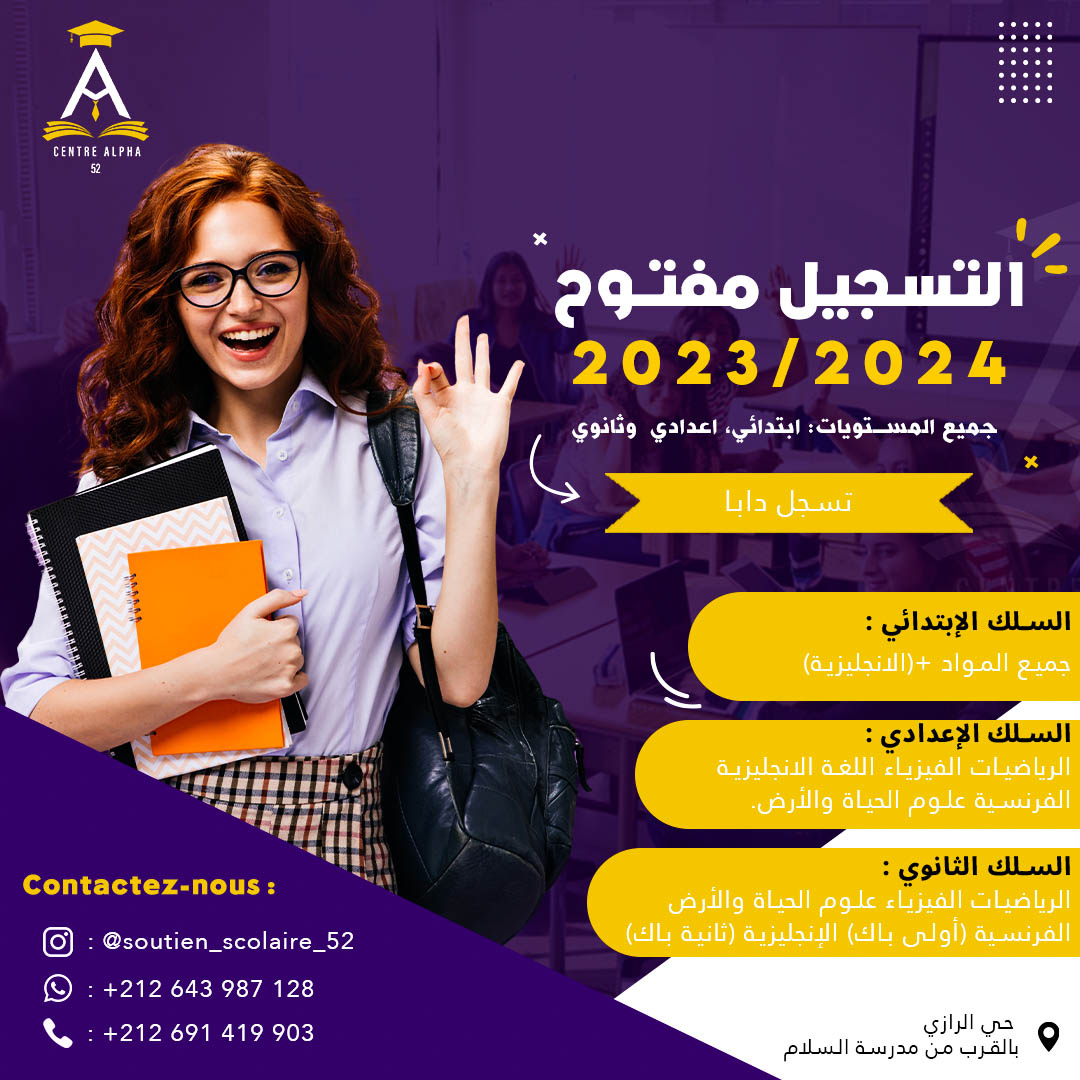 CENTRE ALPHA
52
التسجيل مفتوح
2023/2024
جميع المستويات: ابتدائي، اعدادي وثانوي
تسجل دابا
السلك الإبتدائي :
جميع المواد +(الانجليزية)
السلك الإعدادي :
الرياضيات الفيزياء اللغة الانجليزية
الفرنسية علوم الحياة والأرض.
السلك الثانوي :
الرياضيات الفيزياء علوم الحياة والأرض
الفرنسية (أولى باك) الإنجليزية (ثانية باك)
Contactez-nous :
: @soutien_scolaire_52
: +212 643 987 128
: +212 691 419 903
حي الرازي
بالقرب من مدرسة السلام